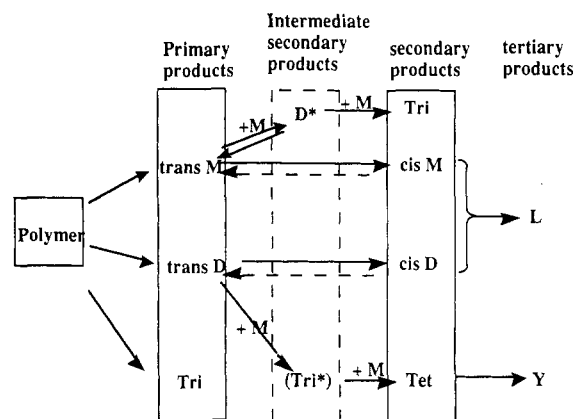 Primary products
Intermediate secondary products
secondary products
tertiary products
D*
+ M
Tri
+M
trans M
cis M
Polymer
L
trans D
cis D
+ M
Tri
(Tri*)
+ M
Tet
Y